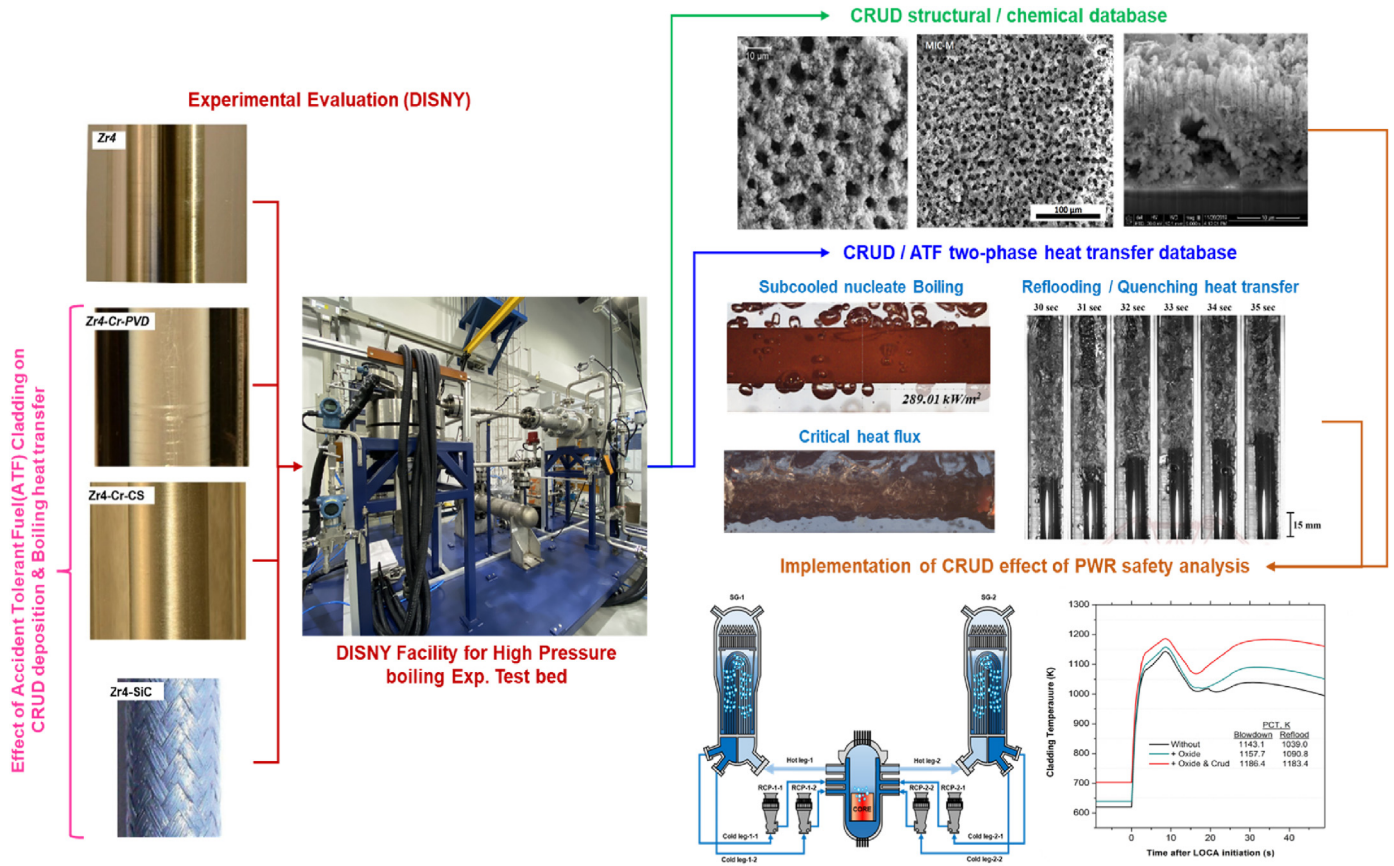 Experimental Evaluation (DISNY)
Zr4
Zr4-Cr-PVD
Zr4-Cr-CS
Zr4-SiC
Effect of Accident Tolerant Fuel(ATF) Cladding on
CRUD deposition & Boiling heat transfer
DISNY Facility for High Pressure
boiling Exp. Test bed
CRUD structural / chemical database
10 µm
MIC-M
100 µm
CRUD / ATF two-phase heat transfer database
Subcooled nucleate Boiling
289.01 kW/m²
Critical heat flux
Reflooding / Quenching heat transfer
30 sec 31 sec 32 sec 33 sec 34 sec 35 sec
15 mm
Implementation of CRUD effect of PWR safety analysis
SG-1
SG-2
Hot leg-1
Hot leg-2
RCP-1-1 RCP-1-2
RCP-2-2 RCP-2-1
CORE
Cold leg-1-1
Cold leg-2-1
Cold leg-1-2
Cold leg-2-2
Cladding Temperauure (K)
1300
1200
1100
1000
900
800
700
600
PCT, K
Blowdown Reflood
Without 1143.1 1039.0
+ Oxide 1157.7 1090.8
+ Oxide & Crud 1186.4 1183.4
0 10 20 30 40
Time after LOCA initiation (s)